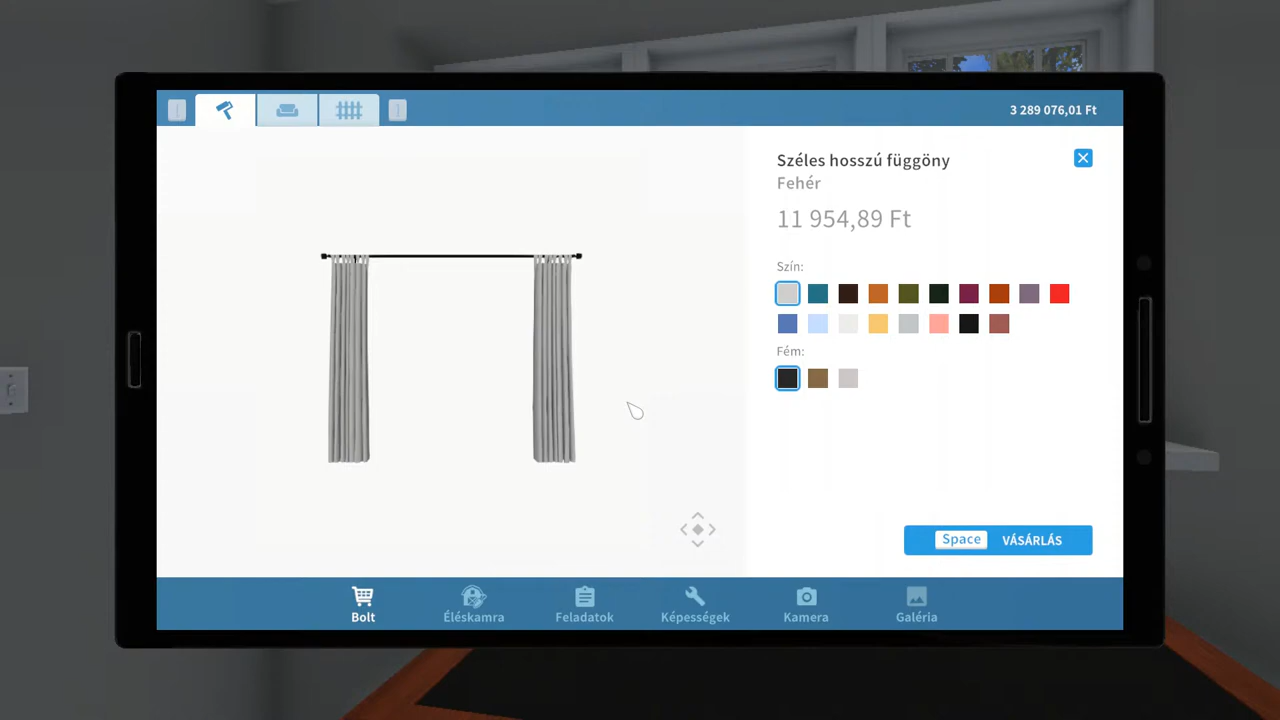 3 289 076,01 Ft
Széles hosszú függöny
Fehér
11 954,89 Ft
Szín:
Fém:
Space VÁSÁRLÁS
Bolt Éléskamra Feladatok Képességek Kamera Galéria